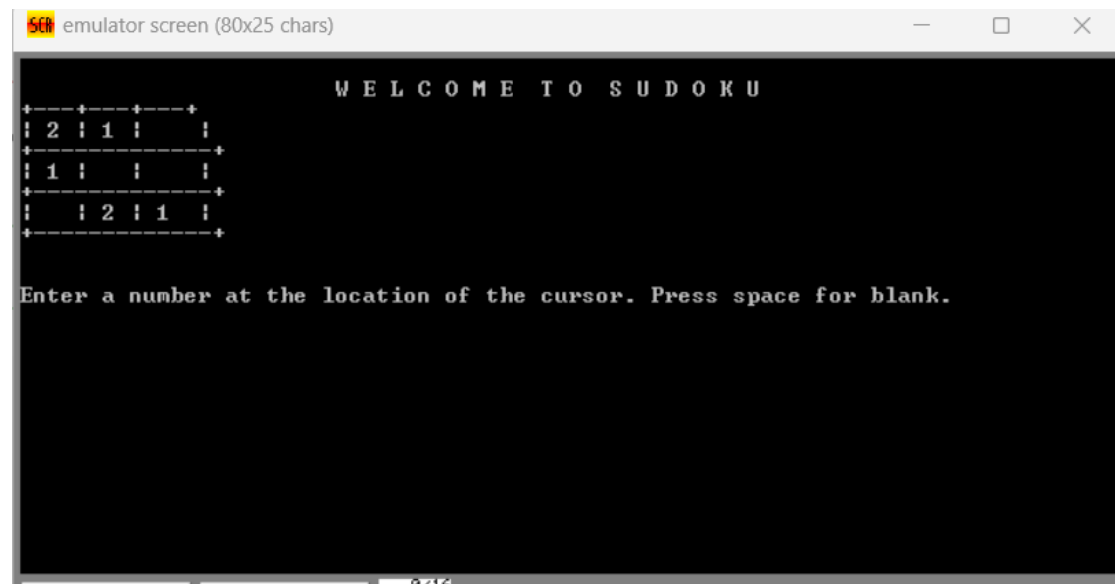 emulator screen (80x25 chars)
W E L C O M E T O S U D O K U
+---+---+---+
| 2 | 1 |    |
+-------------+
| 1 |   |    |
+-------------+
|   | 2 | 1  |
+-------------+
Enter a number at the location of the cursor. Press space for blank.